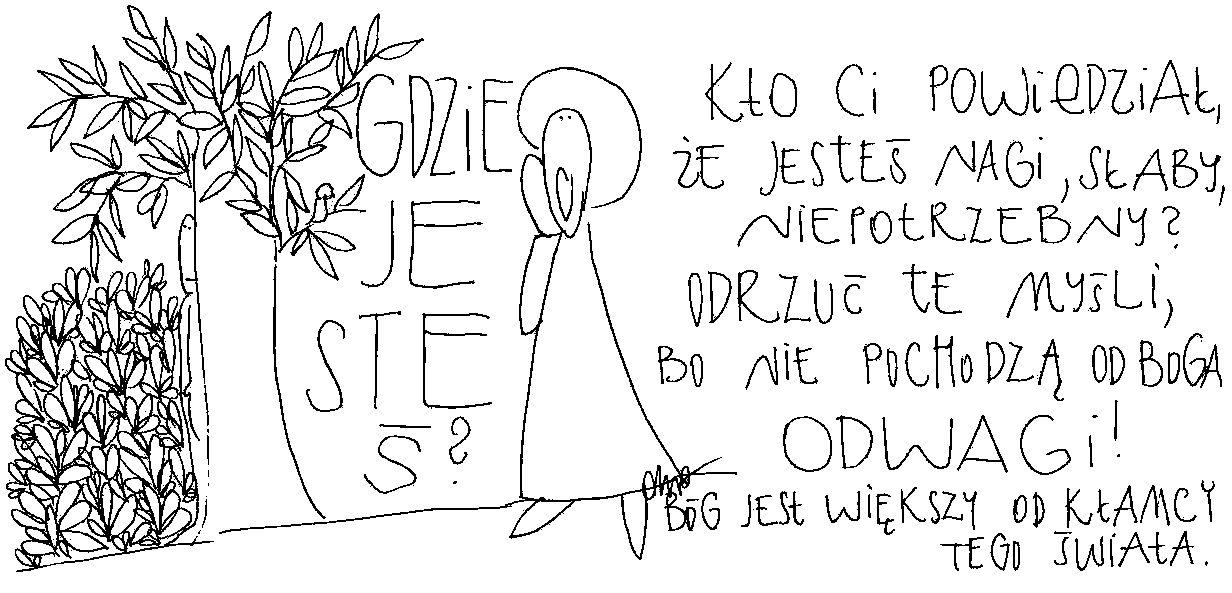 GDZIE
JE
STE
Ś?
KTO CI POWIEDZIAŁ,
ŻE JESTEŚ NAGI, SŁABY,
NIEPOTRZEBNY?
ODRZUĆ TE MYŚLI,
BO NIE POCHODZĄ OD BOGA
ODWAGI!
BÓG JEST WIĘKSZY OD KŁAMCY
TEGO ŚWIATA.